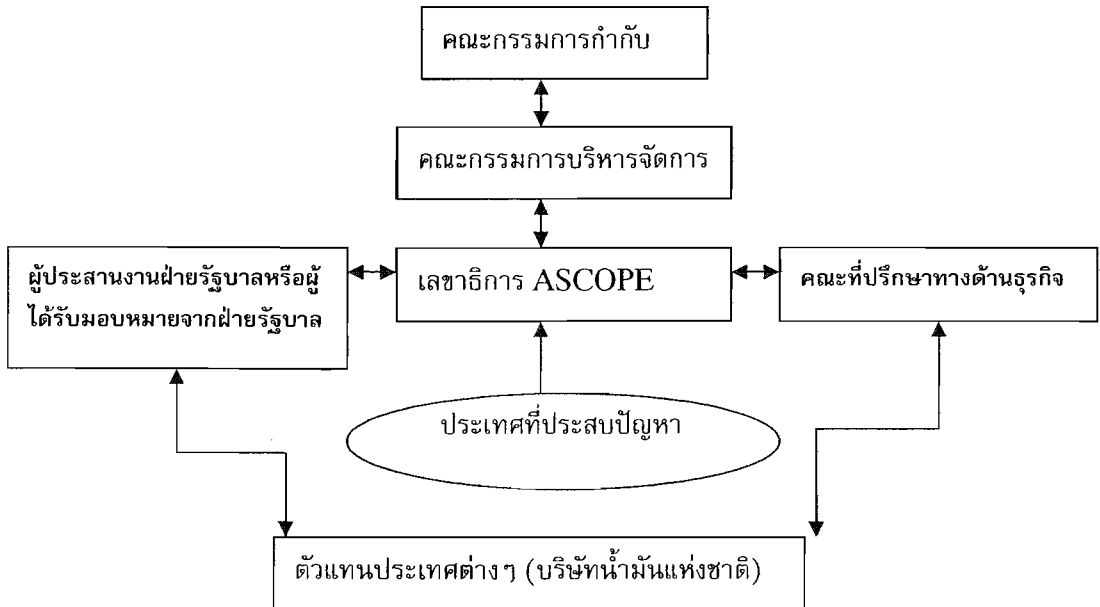 คณะกรรมการกำกับ
คณะกรรมการบริหารจัดการ
ผู้ประสานงานฝ่ายรัฐบาลหรือผู้
ได้รับมอบหมายจากฝ่ายรัฐบาล
เลขาธิการ ASCOPE
คณะที่ปรึกษาทางด้านธุรกิจ
ประเทศที่ประสบปัญหา
ตัวแทนประเทศต่างๆ (บริษัทน้ำมันแห่งชาติ)